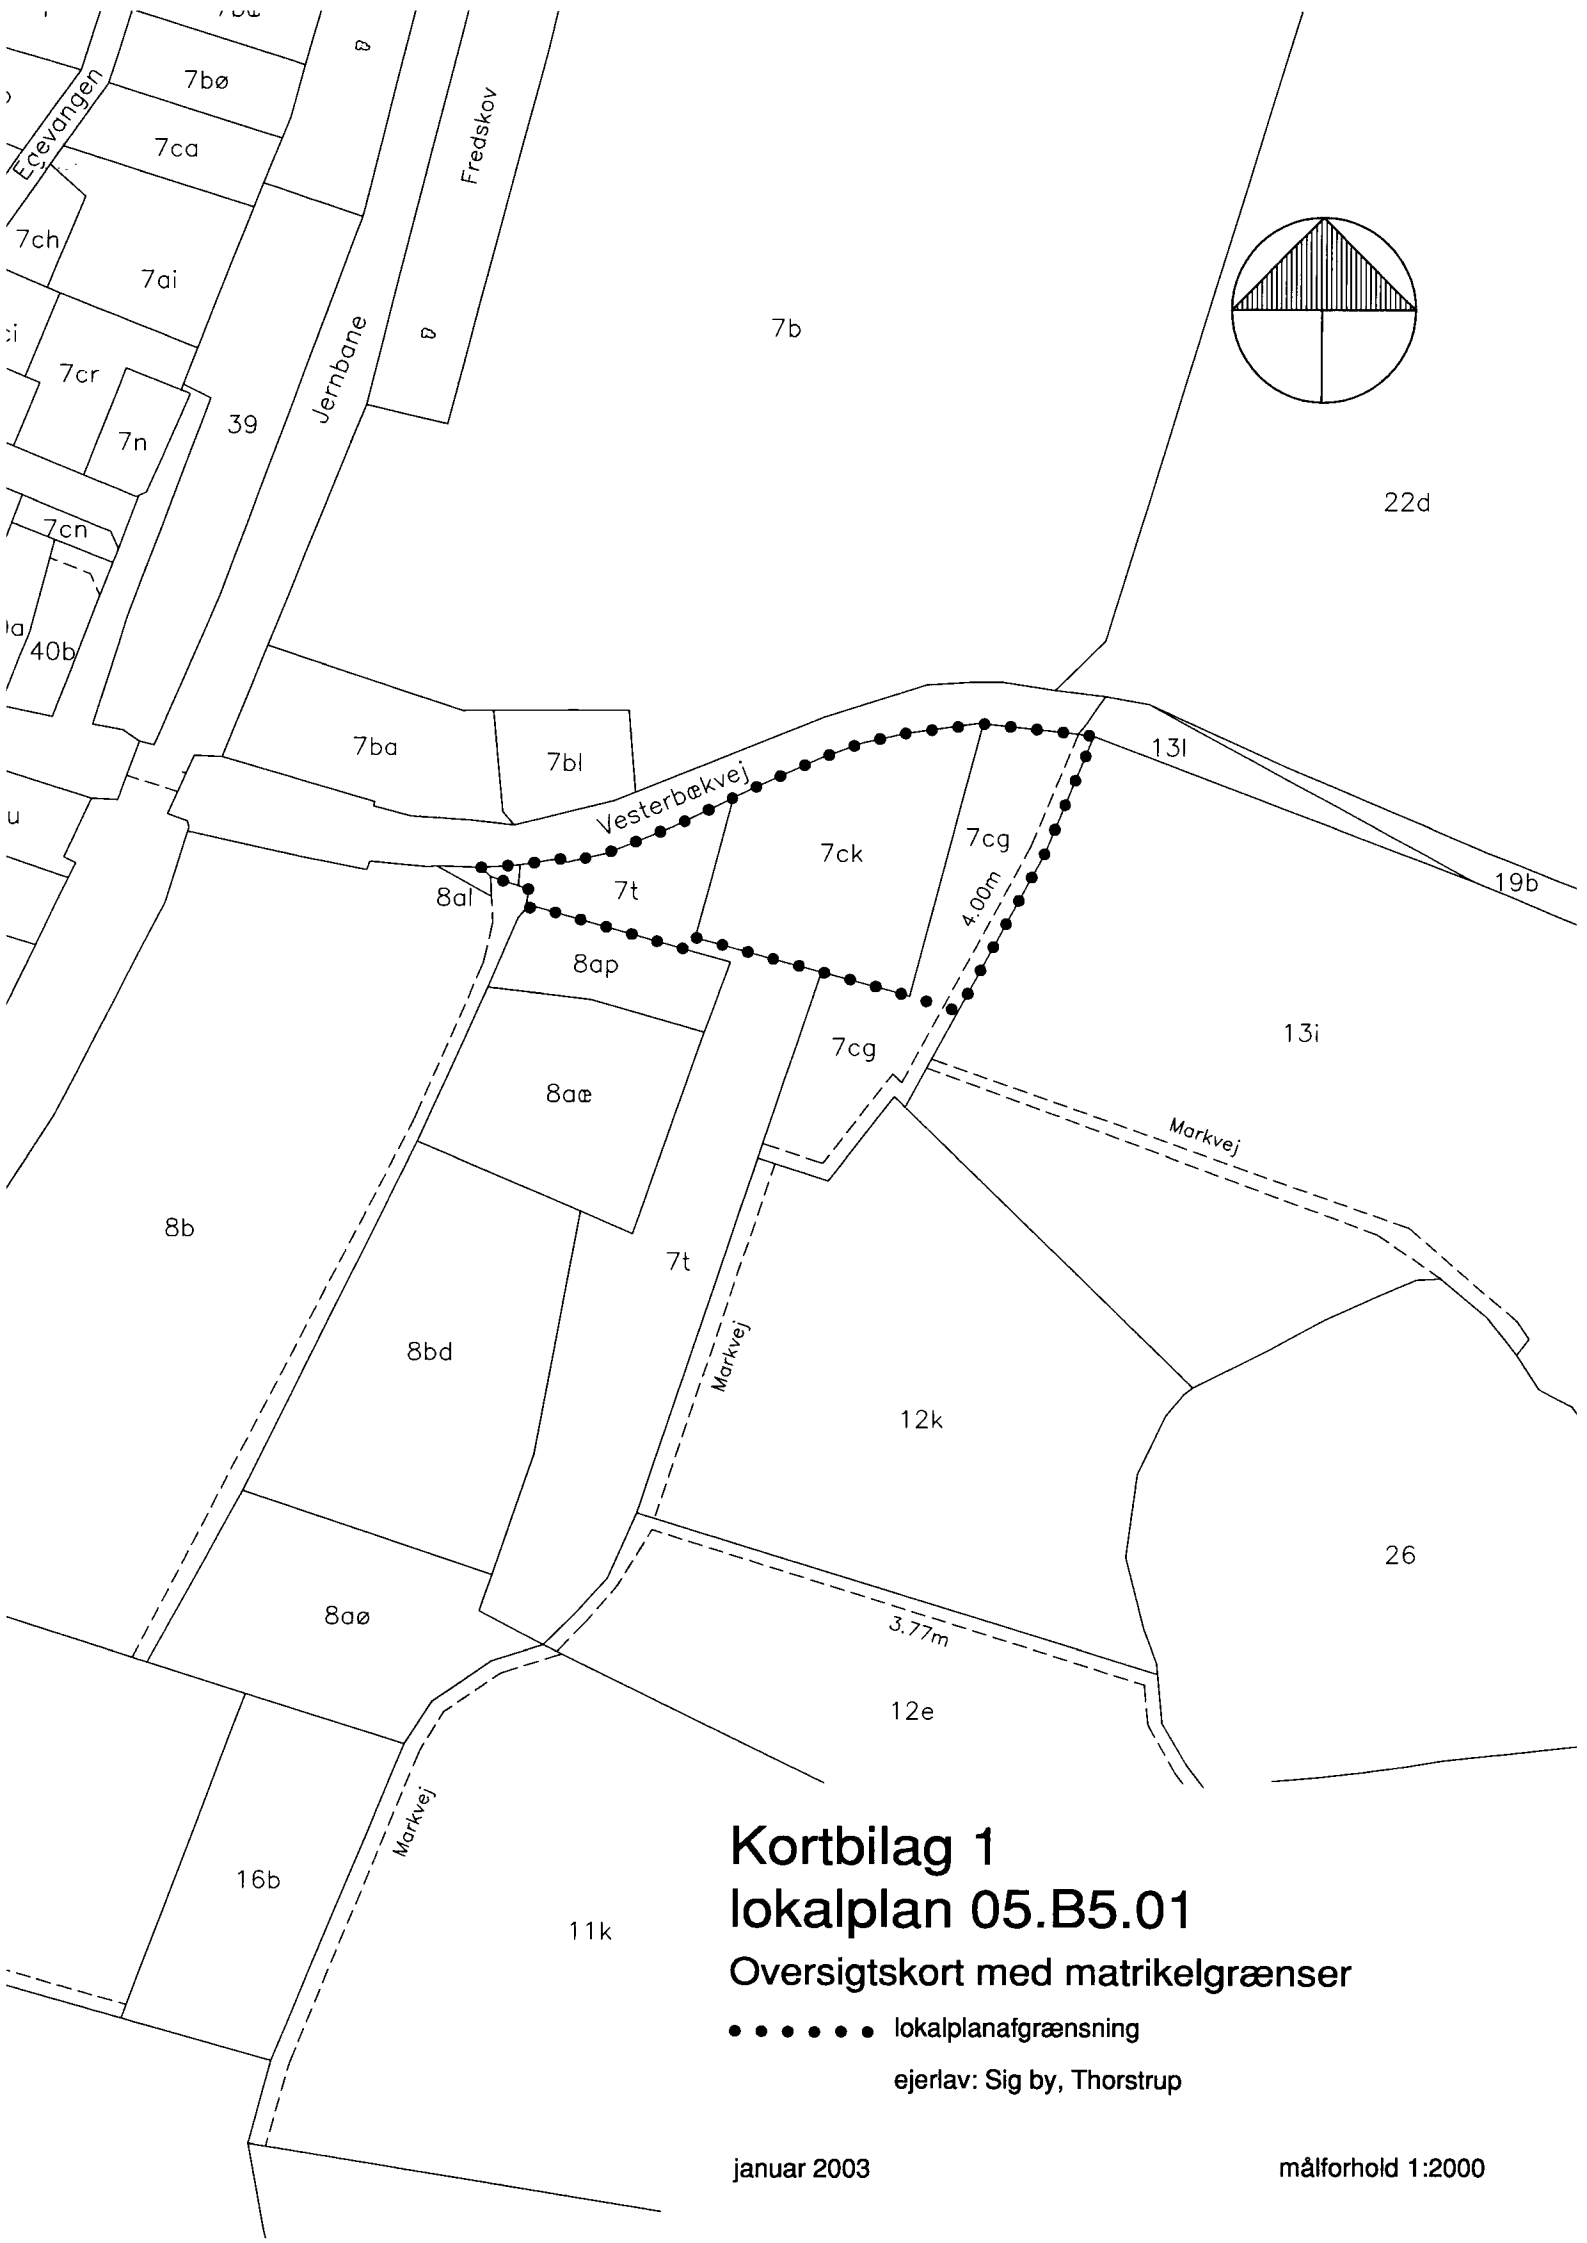 7bø
Egevangen
7ca
Fredskov
7ch
7ai
7b
Jernbane
7cr
39
7n
22d
7cn
40b
7ba
7bl
13l
Vesterbækvej
u
7ck
7cg
19b
8al
7t
4.00m
8ap
13i
7cg
8aæ
Markvej
8b
7t
8bd
Markvej
12k
26
8aø
3.77m
12e
Markvej
16b
11k
Kortbilag 1
lokalplan 05.B5.01
Oversigtskort med matrikelgrænser
lokalplanafgrænsning
ejerlav: Sig by, Thorstrup
januar 2003
målforhold 1:2000